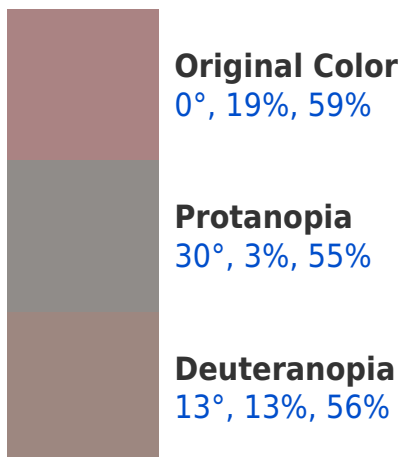 Original Color
0°, 19%, 59%
Protanopia
30°, 3%, 55%
Deuteranopia
13°, 13%, 56%